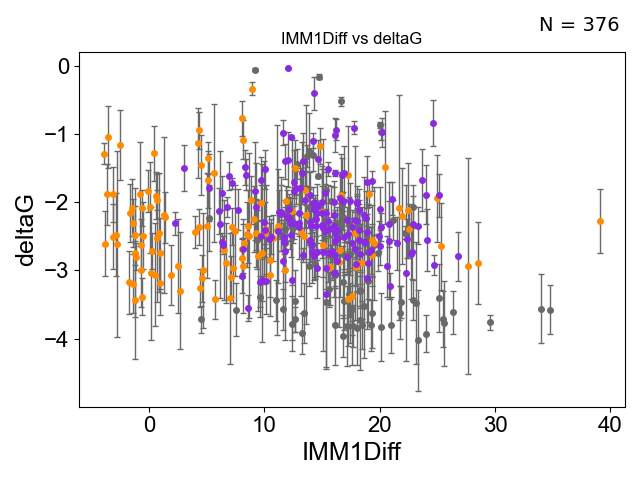 N = 376
IMM1Diff vs deltaG
deltaG
0
−1
−2
−3
−4
0 10 20 30 40
IMM1Diff